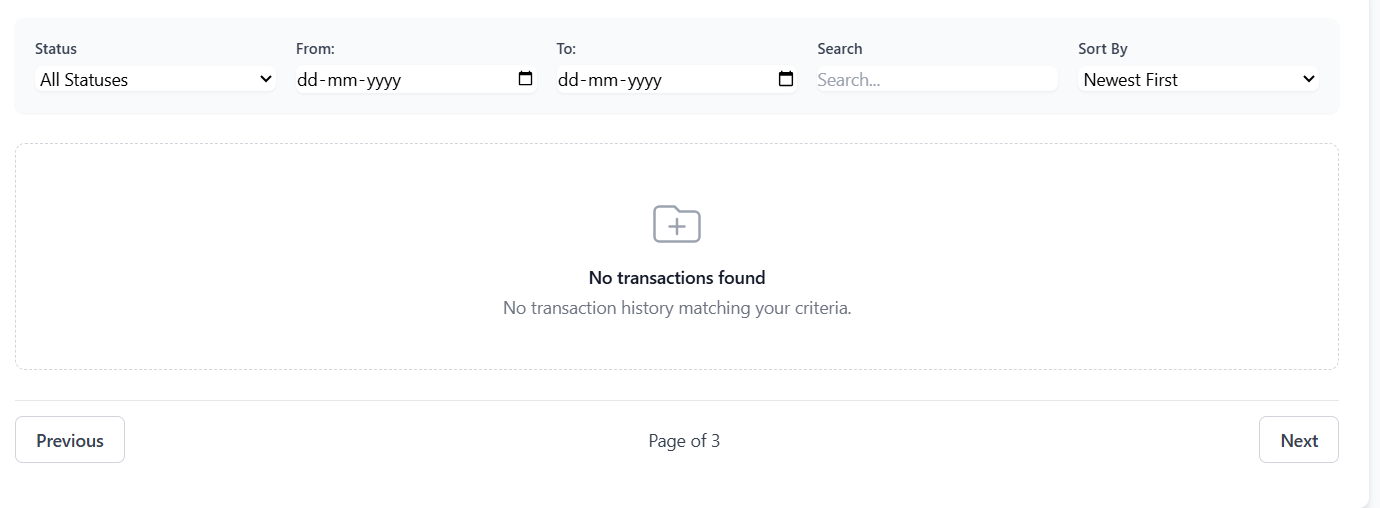 Status From: To: Search Sort By
All Statuses dd-mm-yyyy dd-mm-yyyy Search... Newest First
No transactions found
No transaction history matching your criteria.
Previous Page of 3 Next